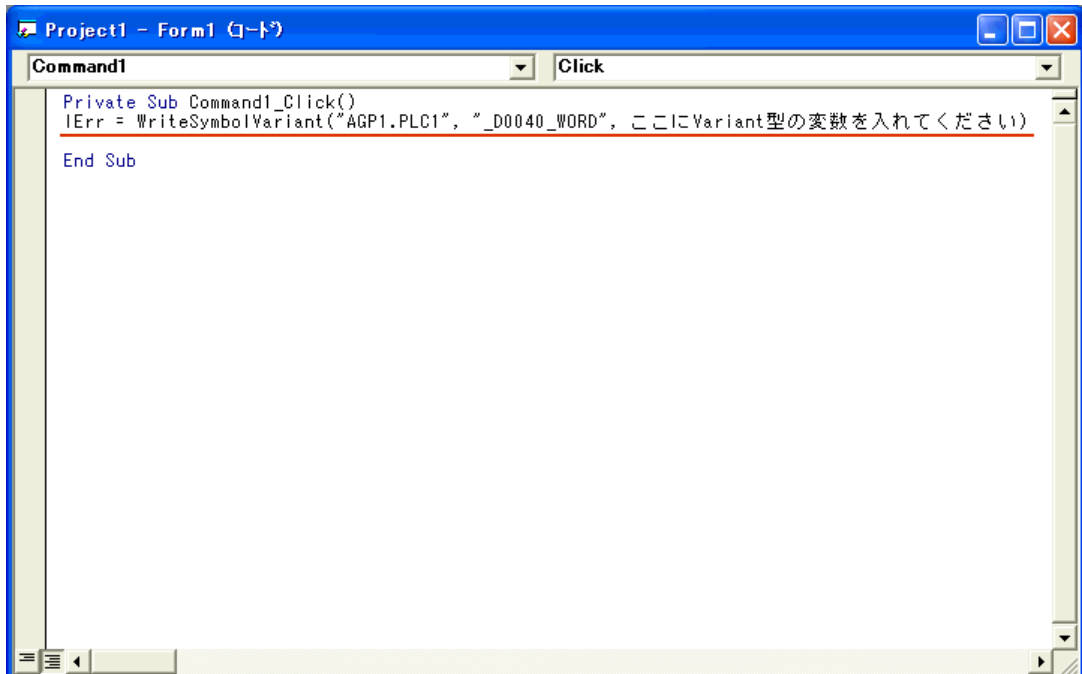 Project1 - Form1 (コード)
Command1
Click
Private Sub Command1_Click()
lErr = WriteSymbolVariant("AGP1.PLC1", "_D0040_WORD", ここにVariant型の変数を入れてください)
End Sub